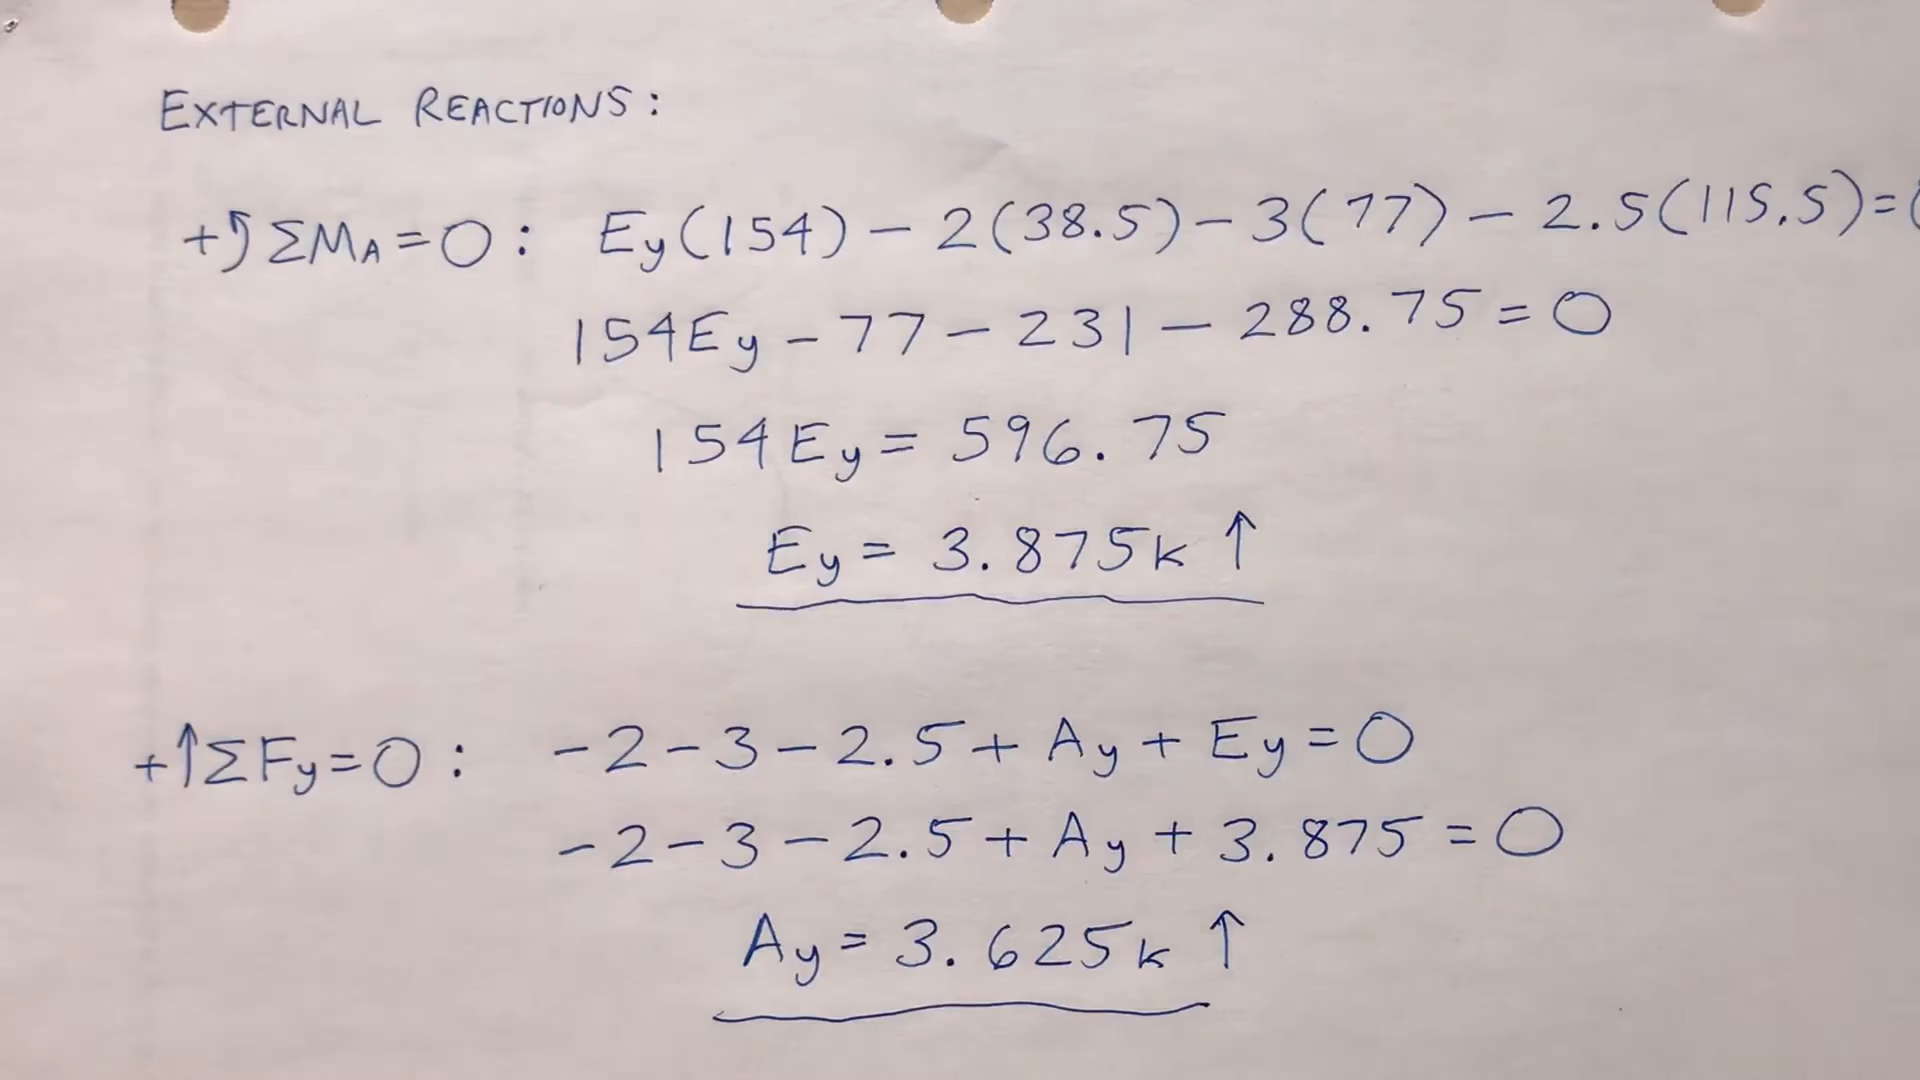 EXTERNAL REACTIONS:
+↺ ΣM_A = 0 : Ey(154) - 2(38.5) - 3(77) - 2.5(115.5) = 0
154Ey - 77 - 231 - 288.75 = 0
154Ey = 596.75
Ey = 3.875k ↑
+↑ΣFy = 0 : -2 - 3 - 2.5 + Ay + Ey = 0
-2 - 3 - 2.5 + Ay + 3.875 = 0
Ay = 3.625k ↑